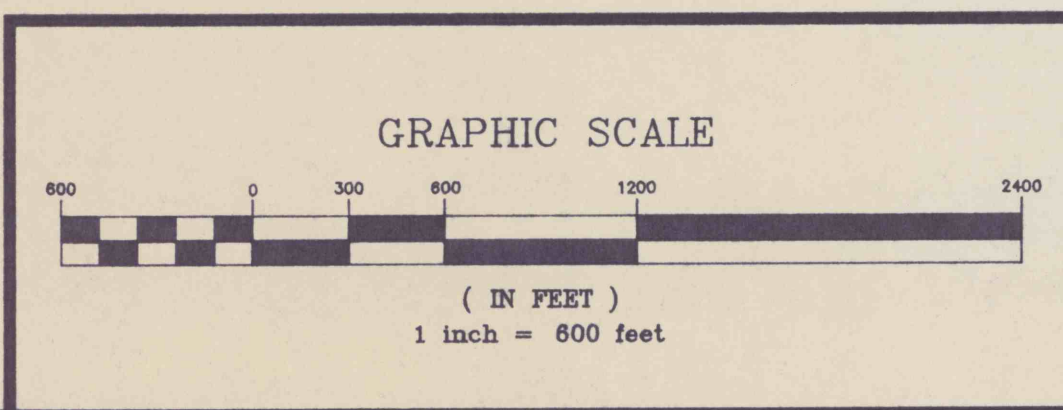 GRAPHIC SCALE
600 0 300 600 1200 2400
( IN FEET )
1 inch = 600 feet